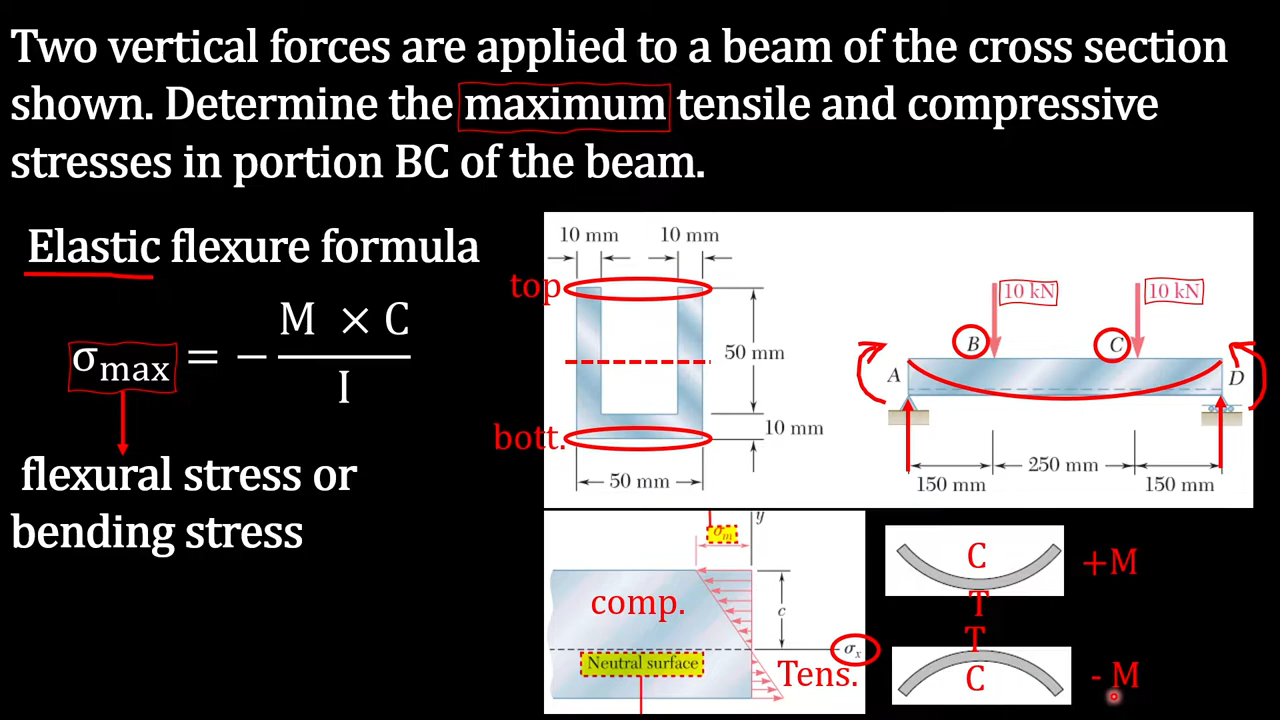 Two vertical forces are applied to a beam of the cross section
shown. Determine the maximum tensile and compressive
stresses in portion BC of the beam.
Elastic flexure formula
σmax = − M × C / I
flexural stress or
bending stress
10 mm 10 mm
top
50 mm
bott.
10 mm
50 mm
10 kN 10 kN
B C
A D
250 mm
150 mm 150 mm
σm y
comp.
c
Neutral surface
σx
Tens.
C
T
+M
T
C
- M